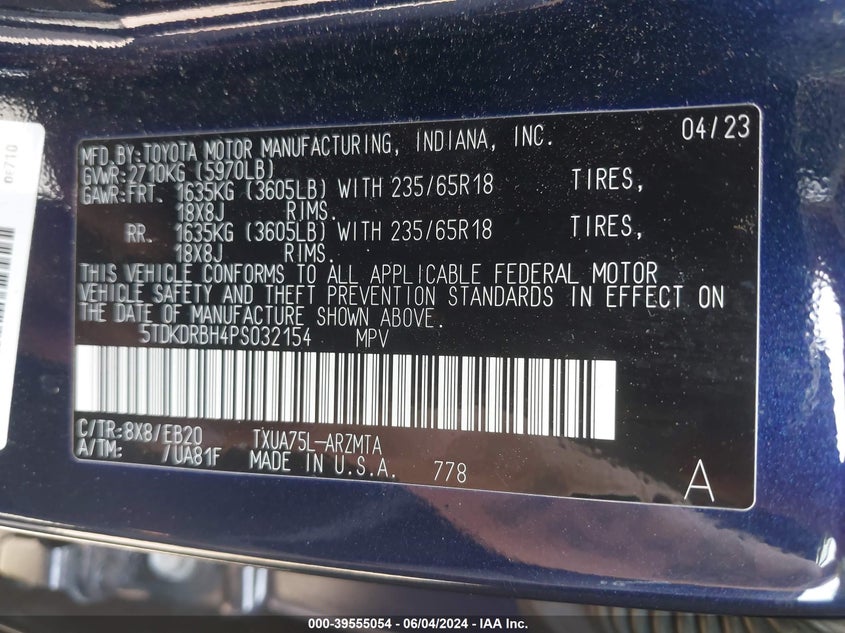 04/23
MFD.BY:TOYOTA MOTOR MANUFACTURING, INDIANA, INC.
GVWR:2710KG (5970LB)
GAWR:FRT. 1635KG (3605LB) WITH 235/65R18 TIRES,
18X8J RIMS.
RR. 1635KG (3605LB) WITH 235/65R18 TIRES,
18X8J RIMS.
THIS VEHICLE CONFORMS TO ALL APPLICABLE FEDERAL MOTOR
VEHICLE SAFETY AND THEFT PREVENTION STANDARDS IN EFFECT ON
THE DATE OF MANUFACTURE SHOWN ABOVE.
5TDKDRBH4PS032154 MPV
C/TR:8X8/EB20 TXUA75L-ARZMTA
A/TM: /UA81F MADE IN U.S.A. 778
A
000-39555054 - 06/04/2024 - IAA Inc.